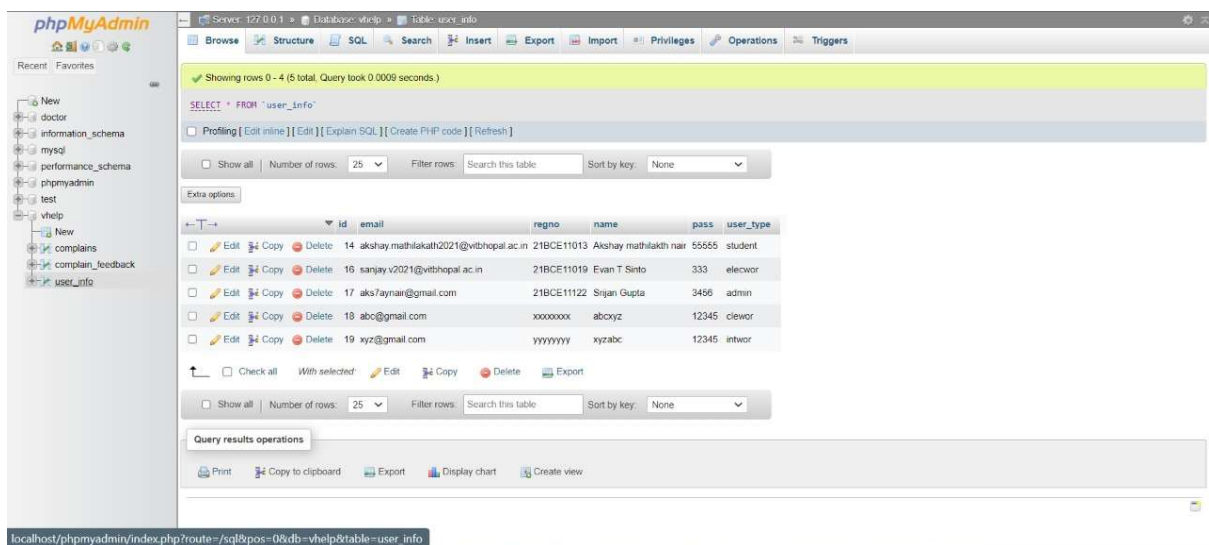 phpMyAdmin
Recent Favorites
New
doctor
information_schema
mysql
performance_schema
phpmyadmin
test
vhelp
New
complains
complain_feedback
user_info
Server: 127.0.0.1 » Database: vhelp » Table: user_info
Browse Structure SQL Search Insert Export Import Privileges Operations Triggers
Showing rows 0 - 4 (5 total, Query took 0.0009 seconds.)
SELECT * FROM `user_info`
Profiling [ Edit inline ] [ Edit ] [ Explain SQL ] [ Create PHP code ] [ Refresh ]
Show all | Number of rows: 25 Filter rows: Search this table Sort by key: None
Extra options
←T→ id email regno name pass user_type
Edit Copy Delete 14 akshay.mathilakath2021@vitbhopal.ac.in 21BCE11013 Akshay mathilakth nair 55555 student
Edit Copy Delete 16 sanjay.v2021@vitbhopal.ac.in 21BCE11019 Evan T Sinto 333 elecwor
Edit Copy Delete 17 aks7aynair@gmail.com 21BCE11122 Srijan Gupta 3456 admin
Edit Copy Delete 18 abc@gmail.com xxxxxxxx abcxyz 12345 clewor
Edit Copy Delete 19 xyz@gmail.com yyyyyyyy xyzabc 12345 intwor
Check all With selected: Edit Copy Delete Export
Show all | Number of rows: 25 Filter rows: Search this table Sort by key: None
Query results operations
Print Copy to clipboard Export Display chart Create view
localhost/phpmyadmin/index.php?route=/sql&pos=0&db=vhelp&table=user_info